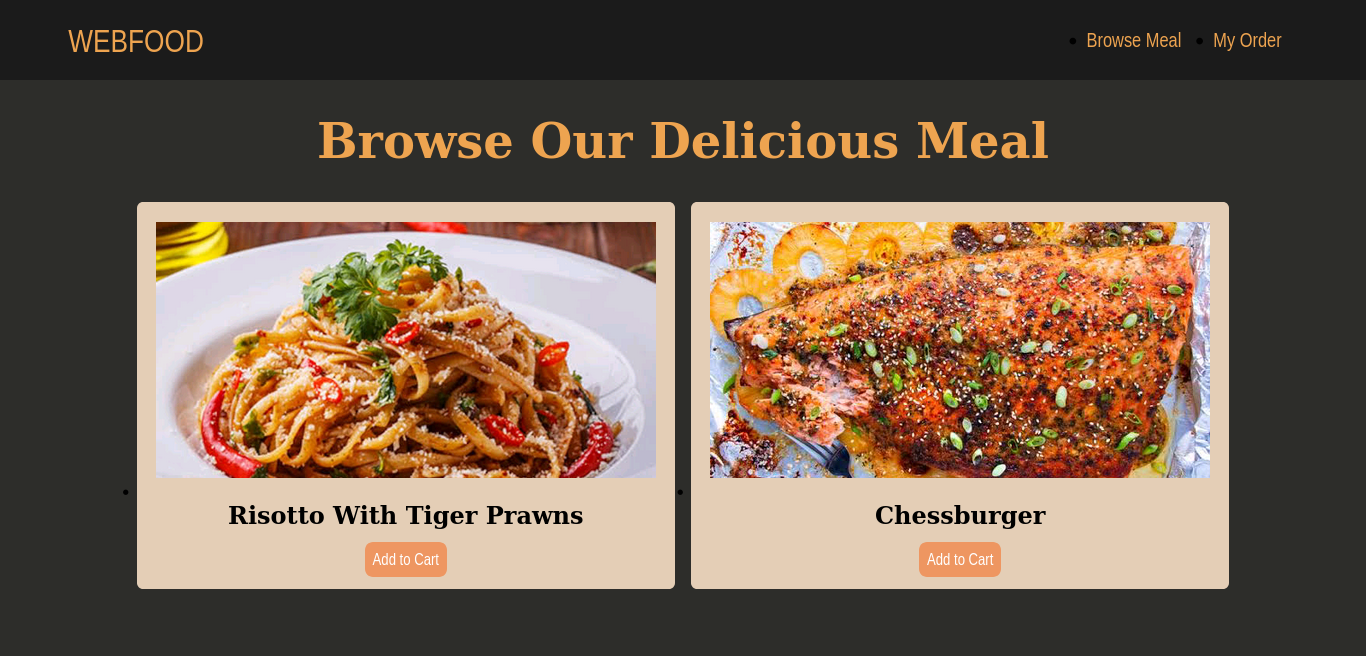 WEBFOOD
Browse Meal
My Order
Browse Our Delicious Meal
Risotto With Tiger Prawns
Chessburger
Add to Cart
Add to Cart